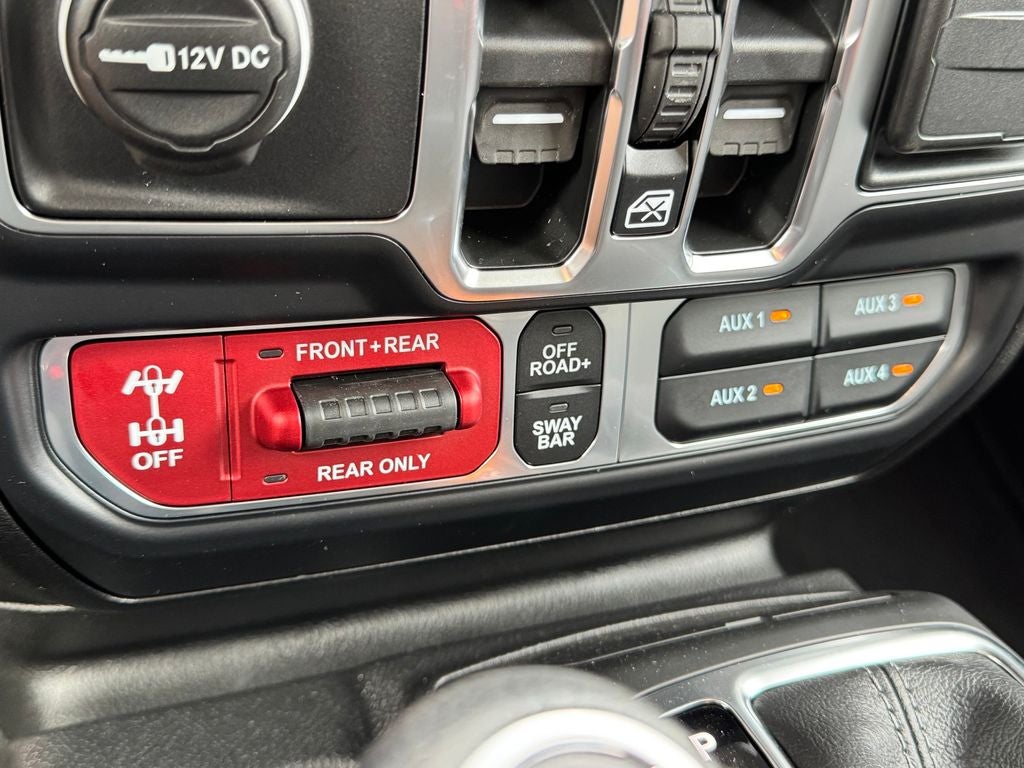 12V DC
FRONT+REAR
OFF
REAR ONLY
OFF
ROAD+
SWAY
BAR
AUX 1
AUX 3
AUX 2
AUX 4
P